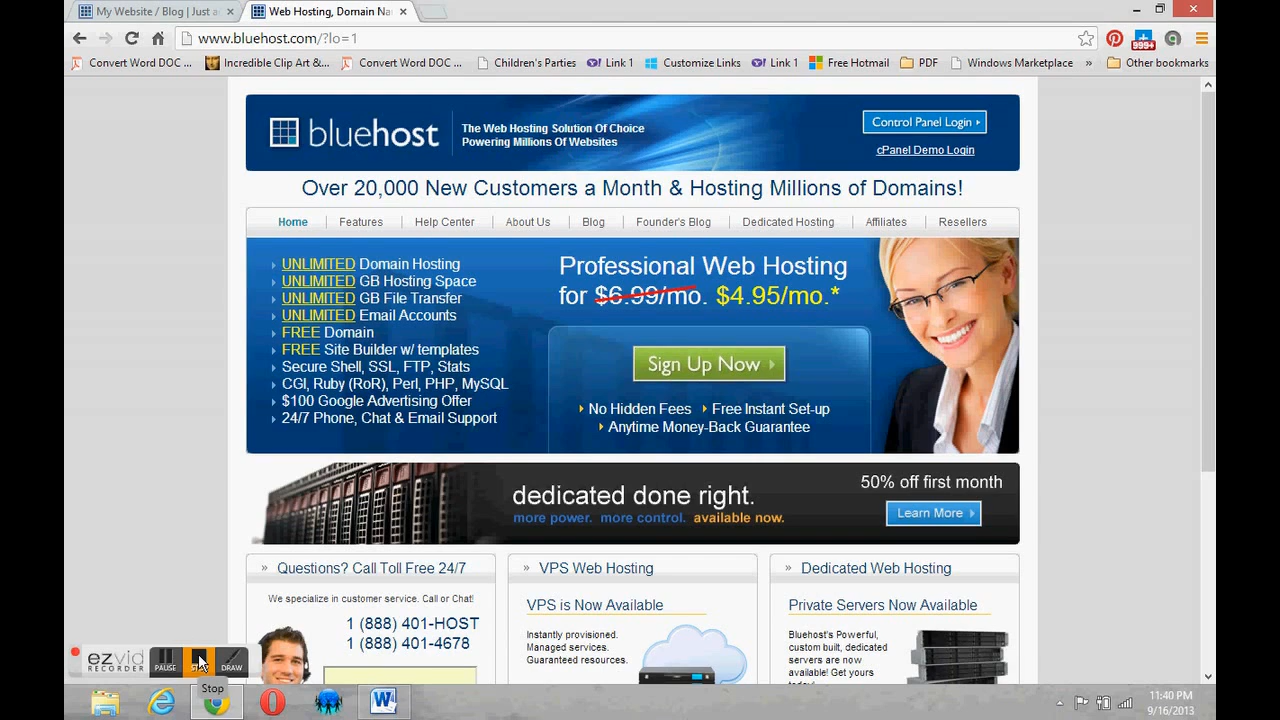 My Website / Blog | Just a
Web Hosting, Domain Na
www.bluehost.com/?lo=1
999+
Convert Word DOC ...
Incredible Clip Art &...
Convert Word DOC ...
Children's Parties
Link 1
Customize Links
Link 1
Free Hotmail
PDF
Windows Marketplace
»
Other bookmarks
bluehost
The Web Hosting Solution Of Choice
Powering Millions Of Websites
Control Panel Login
cPanel Demo Login
Over 20,000 New Customers a Month & Hosting Millions of Domains!
Home
Features
Help Center
About Us
Blog
Founder's Blog
Dedicated Hosting
Affiliates
Resellers
UNLIMITED Domain Hosting
UNLIMITED GB Hosting Space
UNLIMITED GB File Transfer
UNLIMITED Email Accounts
FREE Domain
FREE Site Builder w/ templates
Secure Shell, SSL, FTP, Stats
CGI, Ruby (RoR), Perl, PHP, MySQL
$100 Google Advertising Offer
24/7 Phone, Chat & Email Support
Professional Web Hosting
for $6.99/mo. $4.95/mo.*
Sign Up Now
No Hidden Fees
Free Instant Set-up
Anytime Money-Back Guarantee
dedicated done right.
more power. more control. available now.
50% off first month
Learn More
» Questions? Call Toll Free 24/7
We specialize in customer service. Call or Chat!
1 (888) 401-HOST
1 (888) 401-4678
» VPS Web Hosting
VPS is Now Available
Instantly provisioned.
Managed services.
Guaranteed resources.
» Dedicated Web Hosting
Private Servers Now Available
Bluehost's Powerful,
custom built, dedicated
servers are now
available! Get yours
today!
ezvid
RECORDER
PAUSE
DRAW
Stop
11:40 PM
9/16/2013